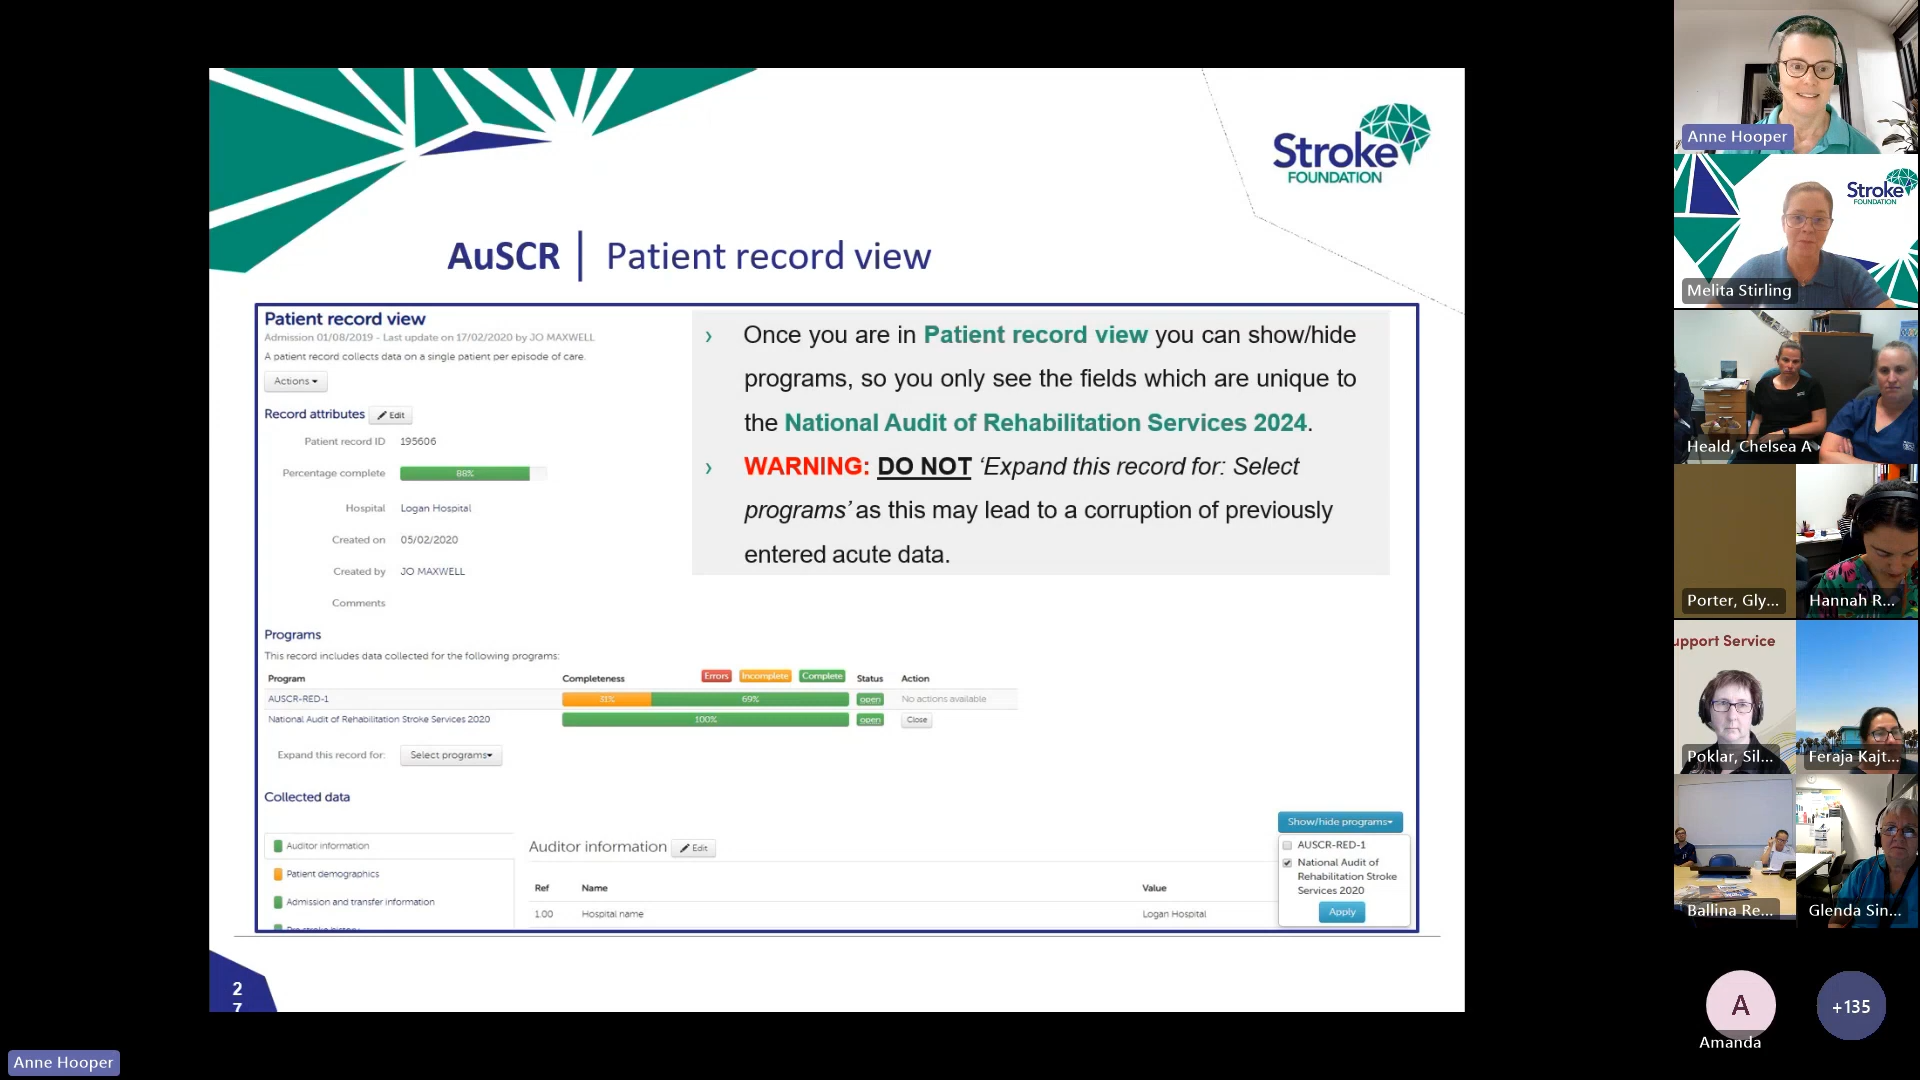 Stroke
FOUNDATION
AuSCR | Patient record view
Patient record view
Admission 01/08/2019 - Last update on 17/02/2020 by JO MAXWELL
A patient record collects data on a single patient per episode of care.
Actions
Record attributes Edit
Patient record ID 195606
Percentage complete 88%
Hospital Logan Hospital
Created on 05/02/2020
Created by JO MAXWELL
Comments
› Once you are in Patient record view you can show/hide
programs, so you only see the fields which are unique to
the National Audit of Rehabilitation Services 2024.
› WARNING: DO NOT ‘Expand this record for: Select
programs’ as this may lead to a corruption of previously
entered acute data.
Programs
This record includes data collected for the following programs:
Errors Incomplete Complete
Program Completeness Status Action
AUSCR-RED-1 31% 69% open No actions available
National Audit of Rehabilitation Stroke Services 2020 100% open Close
Expand this record for: Select programs
Collected data
Auditor information
Patient demographics
Admission and transfer information
Pre-stroke history
Auditor information Edit
Ref Name Value
1.00 Hospital name Logan Hospital
Show/hide programs
AUSCR-RED-1
National Audit of
Rehabilitation Stroke
Services 2020
Apply
2
7
Anne Hooper
Anne Hooper
Stroke
FOUNDATION
Melita Stirling
Heald, Chelsea A
Porter, Gly...
Hannah R...
upport Service
Poklar, Sil...
Feraja Kajt...
Ballina Re...
Glenda Sin...
A
Amanda
+135